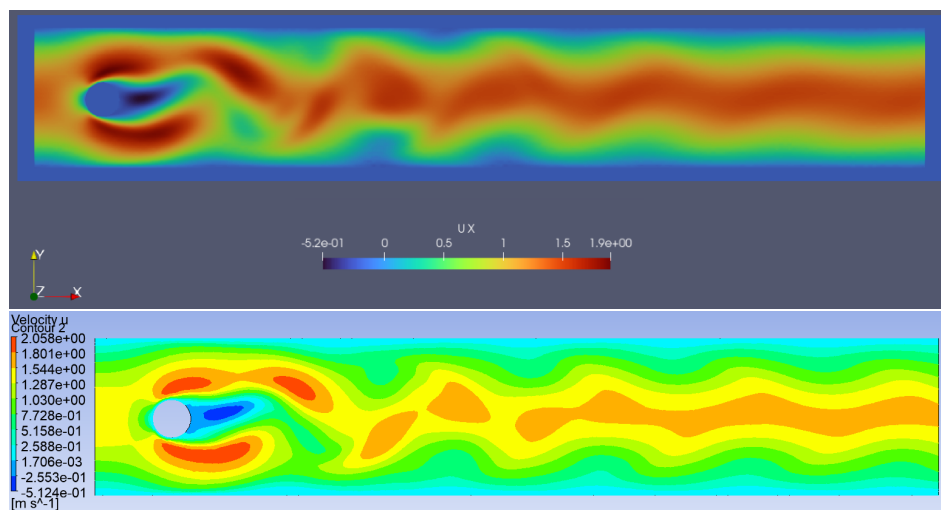 U X
-5.2e-01 0 0.5 1 1.5 1.9e+00
Y
Z X
Velocity u
Contour 2
2.058e+00
1.801e+00
1.544e+00
1.287e+00
1.030e+00
7.728e-01
5.158e-01
2.588e-01
1.706e-03
-2.553e-01
-5.124e-01
[m s^-1]